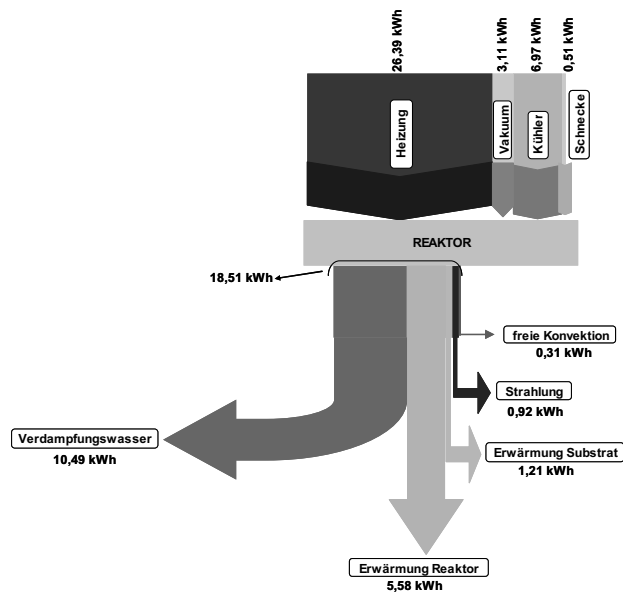 26,39 kWh
3,11 kWh
6,97 kWh
0,51 kWh
Heizung
Vakuum
Kühler
Schnecke
REAKTOR
18,51 kWh
freie Konvektion
0,31 kWh
Strahlung
0,92 kWh
Verdampfungswasser
10,49 kWh
Erwärmung Substrat
1,21 kWh
Erwärmung Reaktor
5,58 kWh